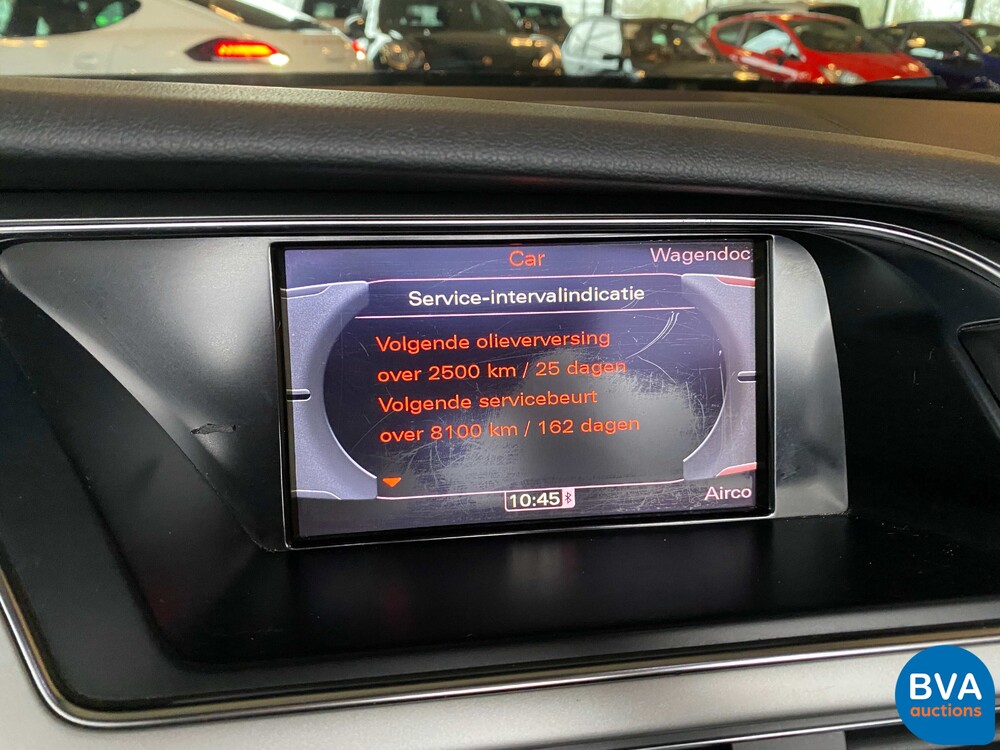 Car
Wagendoc
Service-intervalindicatie
Volgende olieverversing
over 2500 km / 25 dagen
Volgende servicebeurt
over 8100 km / 162 dagen
10:45
Airco
BVA
auctions